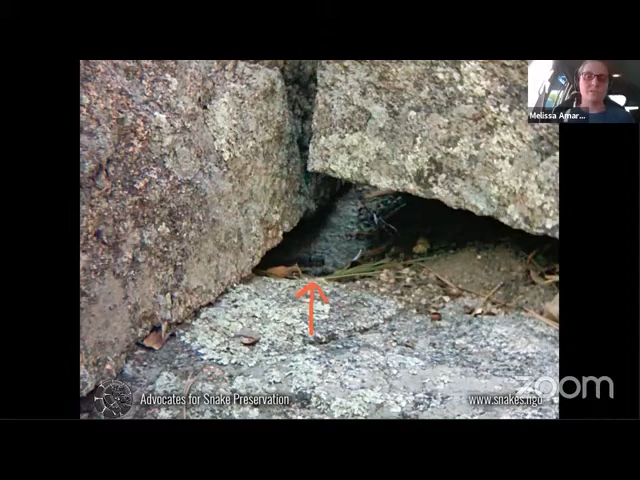 Melissa Amar...
zoom
Advocates for Snake Preservation
www.snakes.ngo